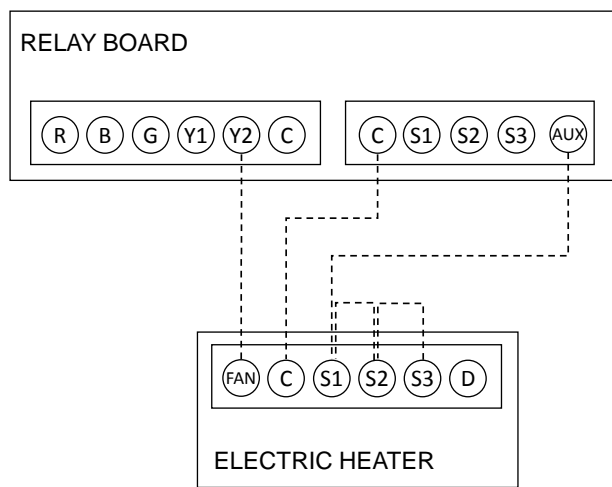 RELAY BOARD
R B G Y1 Y2 C C S1 S2 S3 AUX
FAN C S1 S2 S3 D
ELECTRIC HEATER